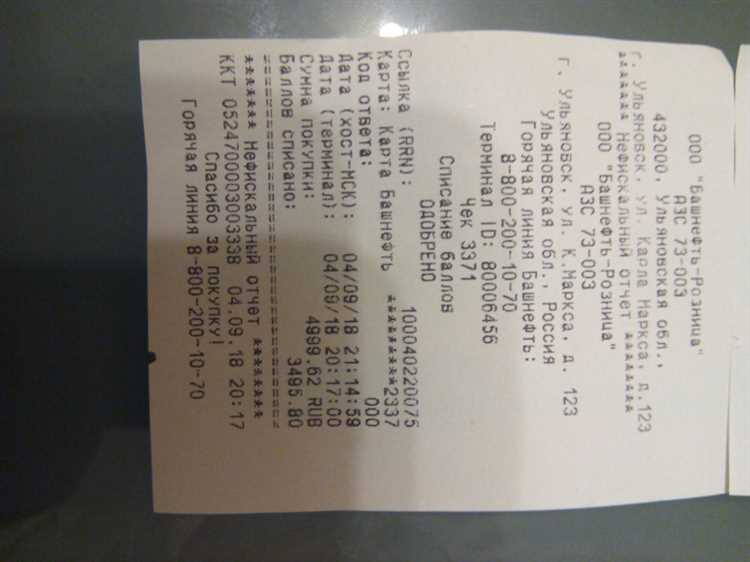 ООО "Башнефть-Розница"
АЗС 73-003
432000, Ульяновская обл.,
г. Ульяновск, ул. Карла Маркса, д.123
******* Нефискальный отчет ********
ООО "Башнефть-Розница"
АЗС 73-003
г. Ульяновск, ул. К.Маркса, д. 123
Ульяновская обл., Россия
Горячая линия Башнефть:
8-800-200-10-70
Терминал ID: 80006456
Чек 3371
Списание баллов
ОДОБРЕНО
Ссылка (RRN): 100040220075
Карта: Карта Башнефть *********2337
Код ответа: 000
Дата (хост-МСК): 04/09/18 21:14:59
Дата (терминал): 04/09/18 20:17:00
Сумма покупки: 4999.62 RUB
Баллов списано: 3495.80
====================================
******* Нефискальный отчет ********
ККТ 0524700003003338 04.09.18 20:17
Спасибо за покупку!
Горячая линия 8-800-200-10-70